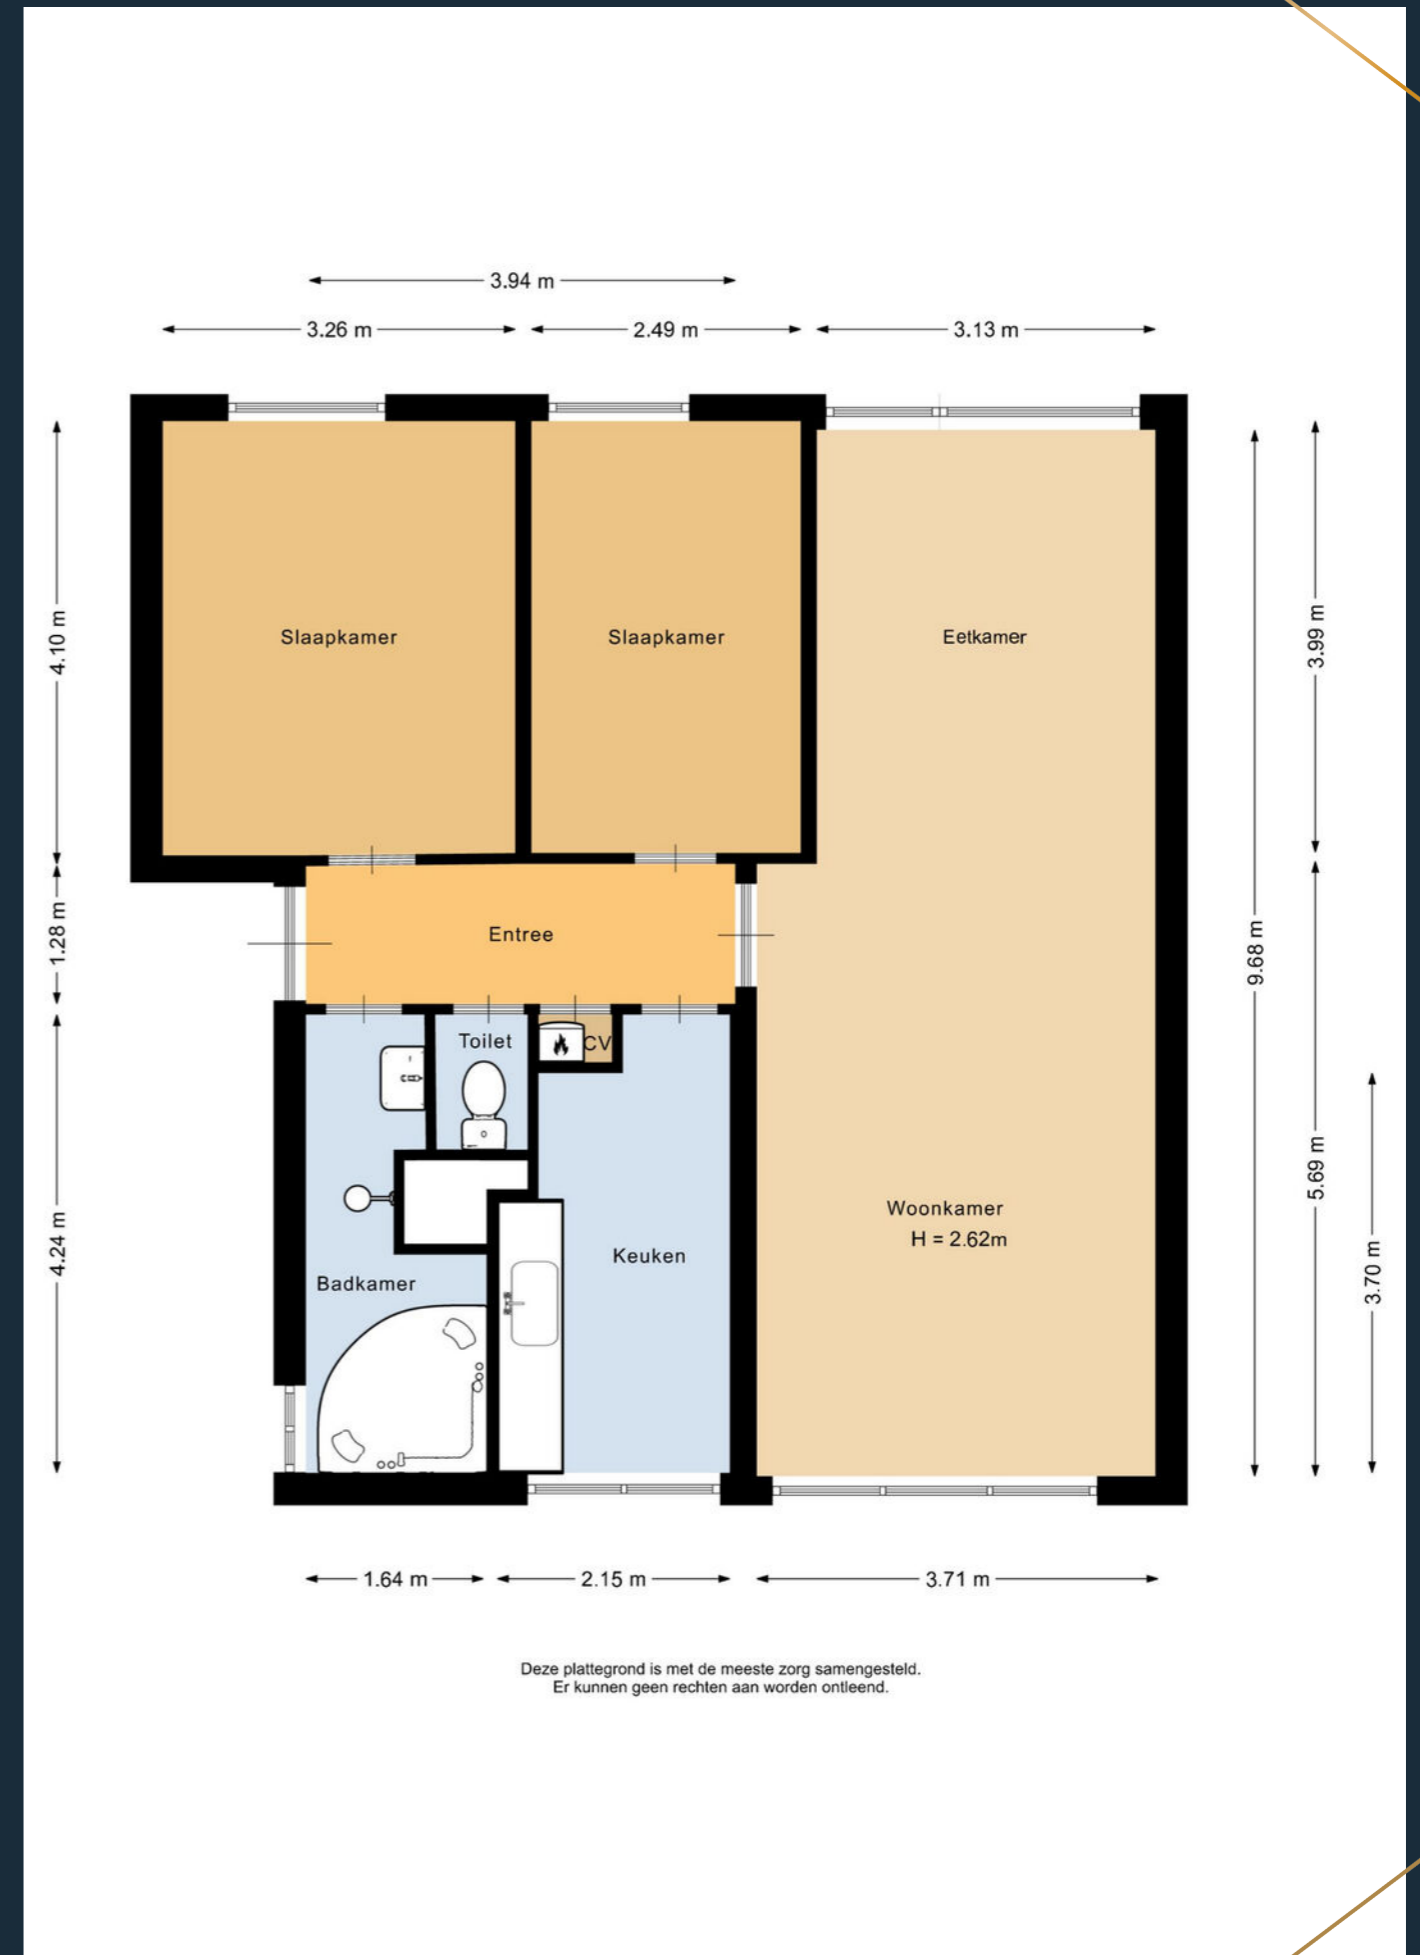 3.94 m
3.26 m
2.49 m
3.13 m
4.10 m
3.99 m
Slaapkamer
Slaapkamer
Eetkamer
1.28 m
Entree
9.68 m
Toilet
CV
5.69 m
Woonkamer
H = 2.62m
4.24 m
Keuken
3.70 m
Badkamer
1.64 m
2.15 m
3.71 m
Deze plattegrond is met de meeste zorg samengesteld.
Er kunnen geen rechten aan worden ontleend.